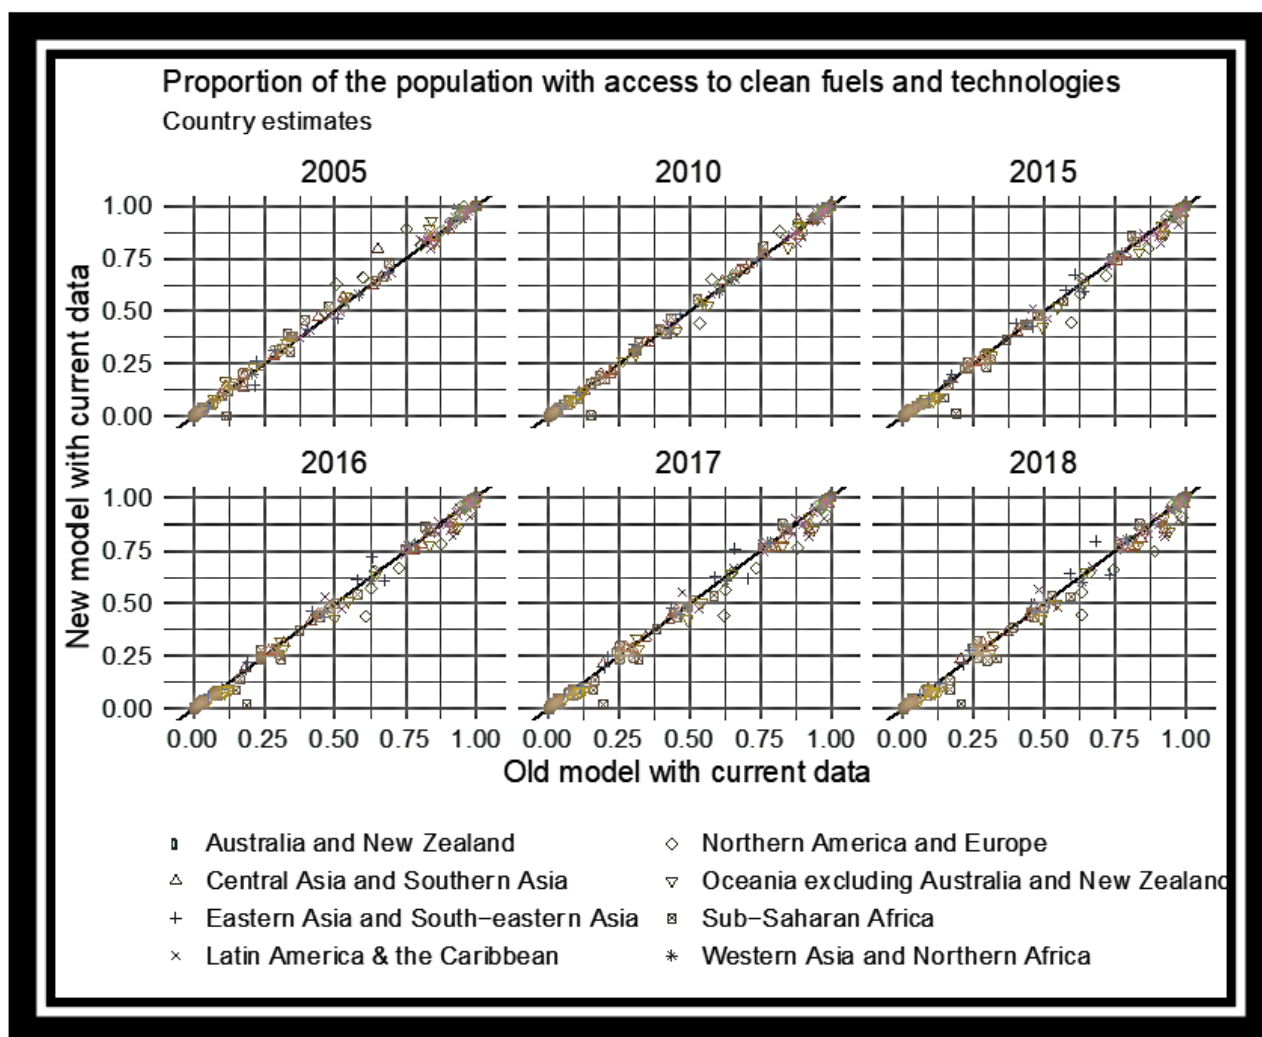 Proportion of the population with access to clean fuels and technologies
Country estimates
2005 2010 2015
1.00
0.75
0.50
0.25
0.00
2016 2017 2018
1.00
0.75
0.50
0.25
0.00
0.00 0.25 0.50 0.75 1.00 0.00 0.25 0.50 0.75 1.00 0.00 0.25 0.50 0.75 1.00
New model with current data
Old model with current data
Australia and New Zealand
Central Asia and Southern Asia
Eastern Asia and South−eastern Asia
Latin America & the Caribbean
Northern America and Europe
Oceania excluding Australia and New Zealand
Sub−Saharan Africa
Western Asia and Northern Africa